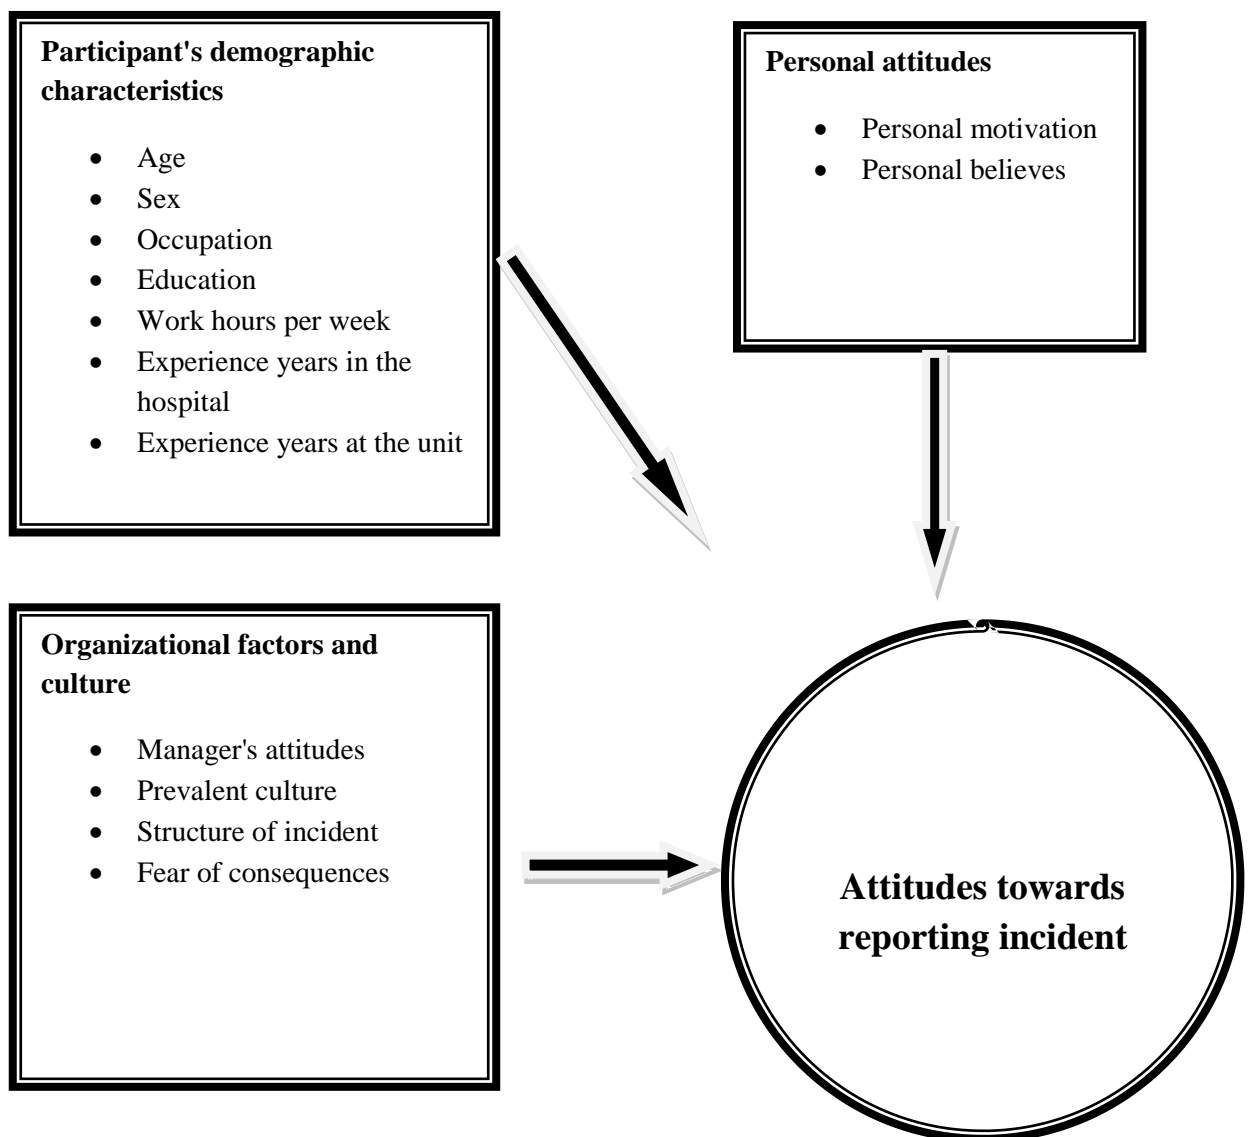 Participant's demographic
characteristics
• Age
• Sex
• Occupation
• Education
• Work hours per week
• Experience years in the
hospital
• Experience years at the unit
Personal attitudes
• Personal motivation
• Personal believes
Organizational factors and
culture
• Manager's attitudes
• Prevalent culture
• Structure of incident
• Fear of consequences
Attitudes towards
reporting incident